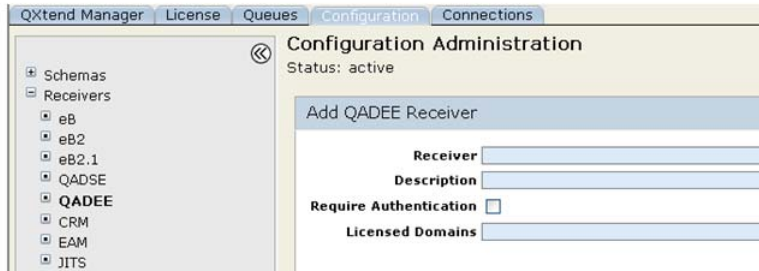 QXtend Manager License Queues Configuration Connections
Configuration Administration
Status: active
Schemas
Receivers
eB
eB2
eB2.1
QADSE
QADEE
CRM
EAM
JITS
Add QADEE Receiver
Receiver
Description
Require Authentication
Licensed Domains